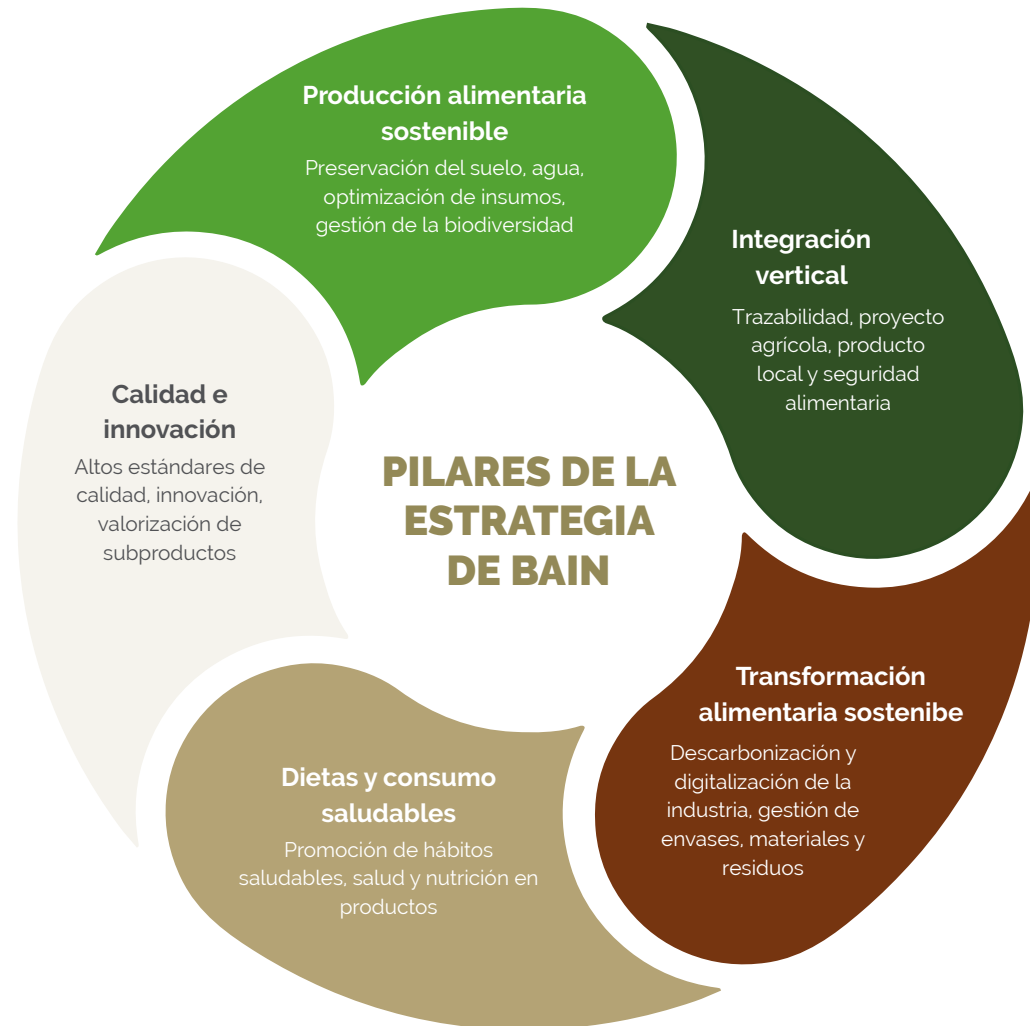 Producción alimentaria
sostenible
Preservación del suelo, agua,
optimización de insumos,
gestión de la biodiversidad
Integración
vertical
Trazabilidad, proyecto
agrícola, producto
local y seguridad
alimentaria
Calidad e
innovación
Altos estándares de
calidad, innovación,
valorización de
subproductos
PILARES DE LA
ESTRATEGIA
DE BAIN
Transformación
alimentaria sostenibe
Descarbonización y
digitalización de la
industria, gestión de
envases, materiales y
residuos
Dietas y consumo
saludables
Promoción de hábitos
saludables, salud y nutrición en
productos